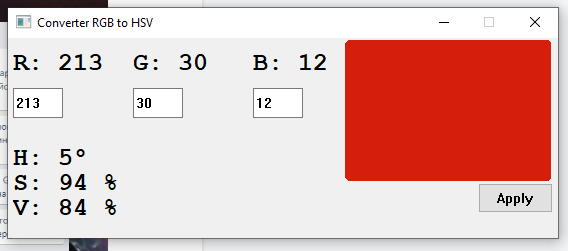 Converter RGB to HSV
R: 213 G: 30 B: 12
213 30 12
H: 5°
S: 94 %
V: 84 %
Apply